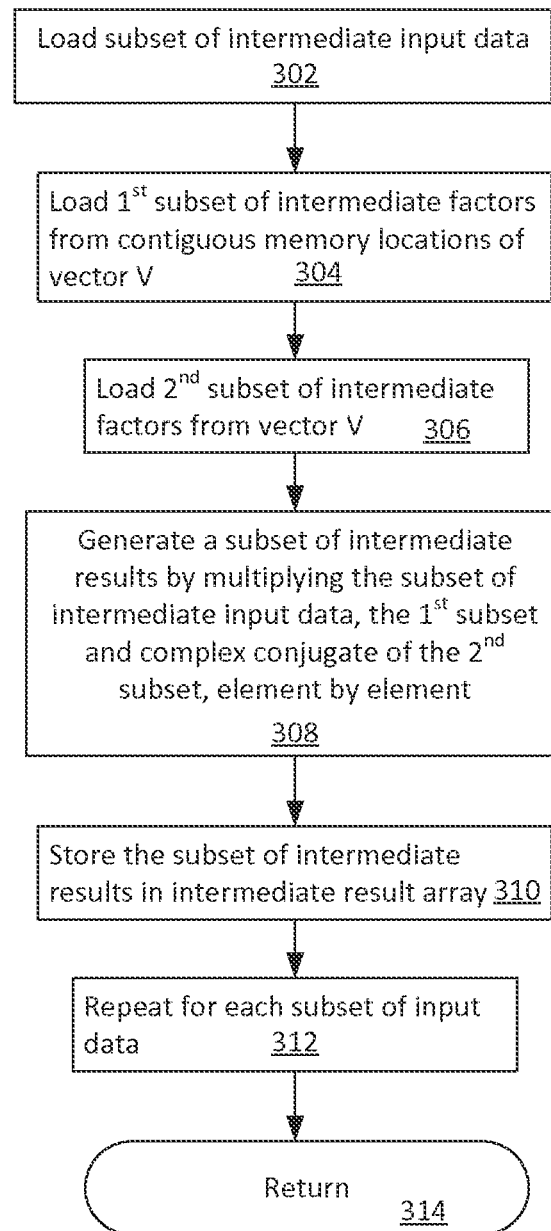 Load subset of intermediate input data
302
Load 1st subset of intermediate factors
from contiguous memory locations of
vector V
304
Load 2nd subset of intermediate
factors from vector V 306
Generate a subset of intermediate
results by multiplying the subset of
intermediate input data, the 1st subset
and complex conjugate of the 2nd
subset, element by element
308
Store the subset of intermediate
results in intermediate result array 310
Repeat for each subset of input
data 312
Return
314